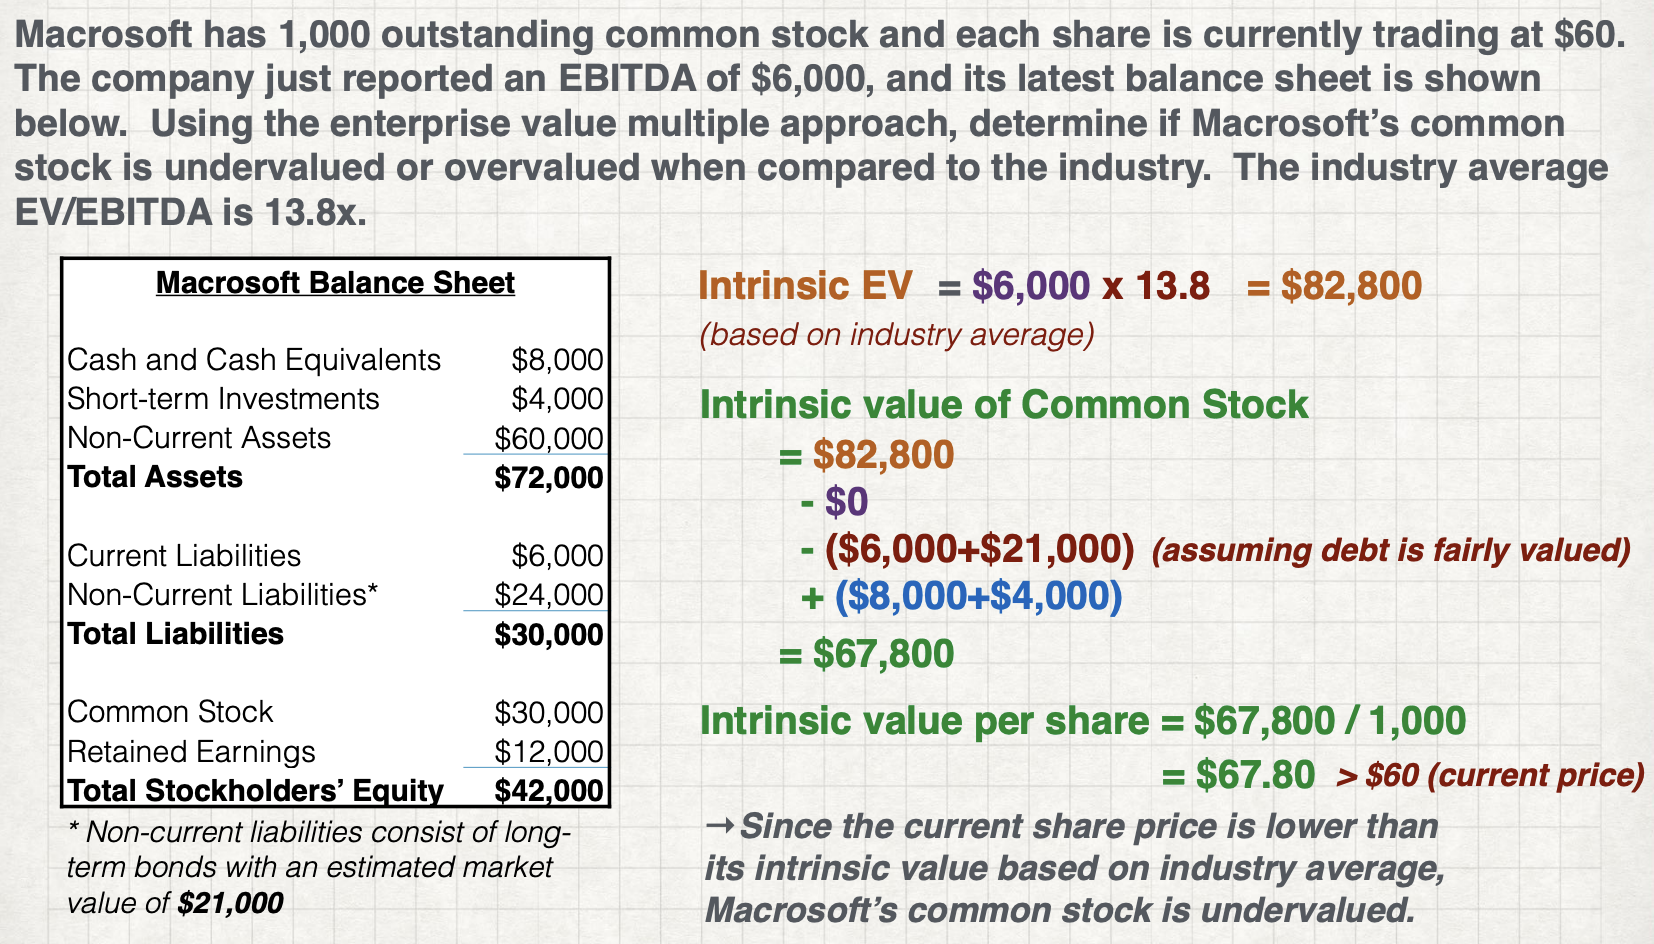 Macrosoft has 1,000 outstanding common stock and each share is currently trading at $60.
The company just reported an EBITDA of $6,000, and its latest balance sheet is shown
below.  Using the enterprise value multiple approach, determine if Macrosoft's common
stock is undervalued or overvalued when compared to the industry.  The industry average
EV/EBITDA is 13.8x.
Macrosoft Balance Sheet
Cash and Cash Equivalents $8,000
Short-term Investments $4,000
Non-Current Assets $60,000
Total Assets $72,000
Current Liabilities $6,000
Non-Current Liabilities* $24,000
Total Liabilities $30,000
Common Stock $30,000
Retained Earnings $12,000
Total Stockholders' Equity $42,000
* Non-current liabilities consist of long-
term bonds with an estimated market
value of $21,000
Intrinsic EV = $6,000 x 13.8 = $82,800
(based on industry average)
Intrinsic value of Common Stock
= $82,800
- $0
- ($6,000+$21,000) (assuming debt is fairly valued)
+ ($8,000+$4,000)
= $67,800
Intrinsic value per share = $67,800 / 1,000
= $67.80 > $60 (current price)
→ Since the current share price is lower than
its intrinsic value based on industry average,
Macrosoft's common stock is undervalued.